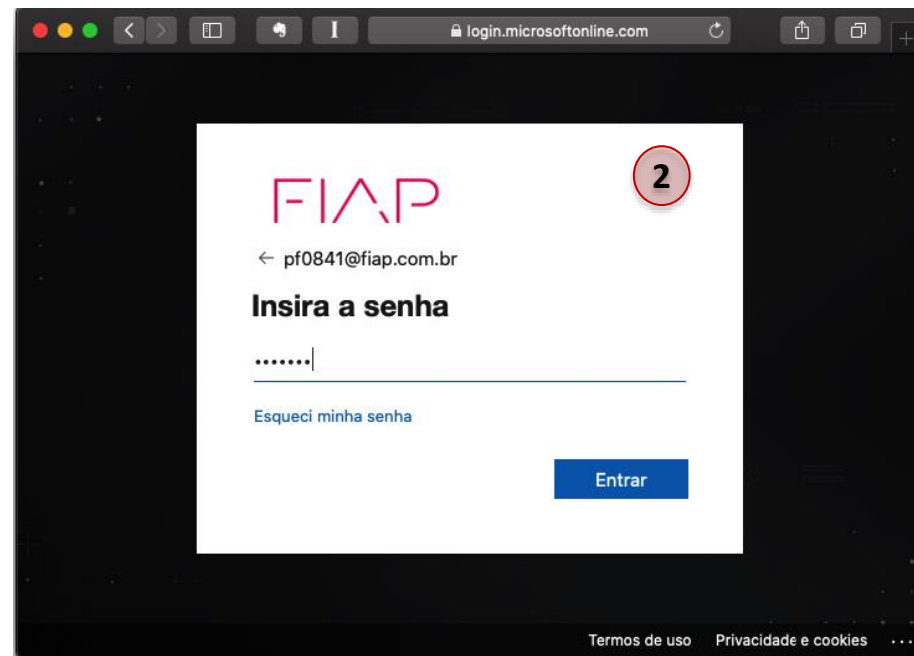 login.microsoftonline.com
2
FIAP
← pf0841@fiap.com.br
Insira a senha
•••••••
Esqueci minha senha
Entrar
Termos de uso Privacidade e cookies ...